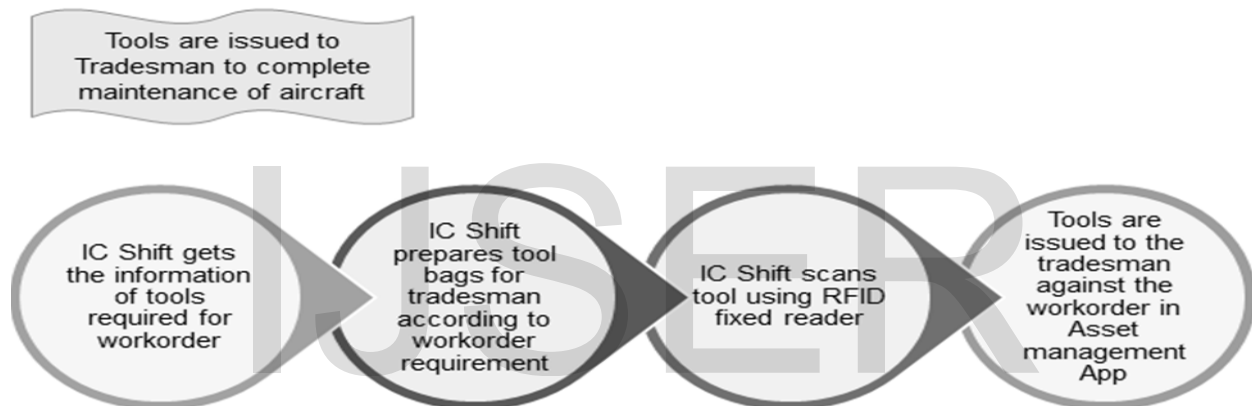 Tools are issued to
Tradesman to complete
maintenance of aircraft
IC Shift gets
the information
of tools
required for
workorder
IC Shift
prepares tool
bags for
tradesman
according to
workorder
requirement
IC Shift scans
tool using RFID
fixed reader
Tools are
issued to the
tradesman
against the
workorder in
Asset
management
App
IJSER